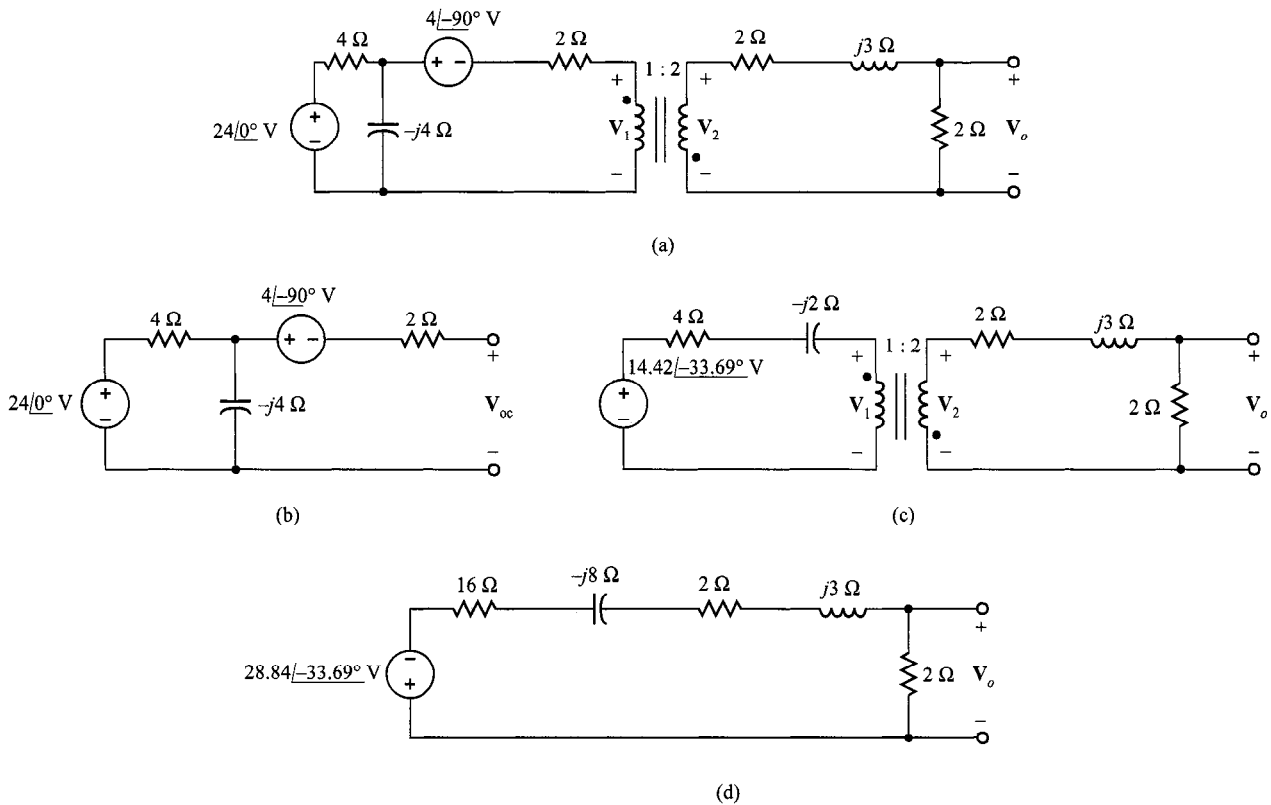 4/–90° V
4 Ω
2 Ω
1 : 2
2 Ω
j3 Ω
24/0° V
+
–
–j4 Ω
+
V1
–
+
V2
–
2 Ω
+
Vo
–
+ –
(a)
4/–90° V
4 Ω
+ –
2 Ω
24/0° V
+
–
–j4 Ω
+
Voc
–
(b)
4 Ω
–j2 Ω
1 : 2
2 Ω
j3 Ω
14.42/–33.69° V
+
–
+
V1
–
+
V2
–
2 Ω
+
Vo
–
(c)
16 Ω
–j8 Ω
2 Ω
j3 Ω
28.84/–33.69° V
–
+
2 Ω
+
Vo
–
(d)